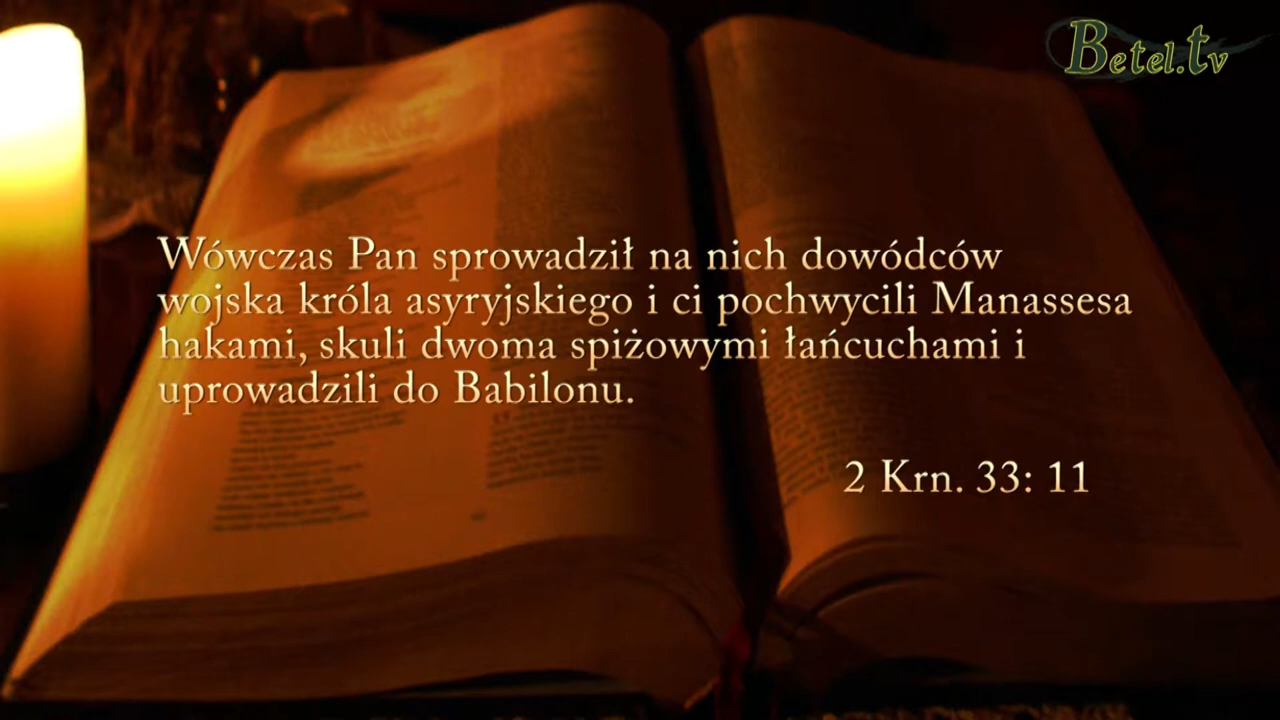 Betel.tv
Wówczas Pan sprowadził na nich dowódców
wojska króla asyryjskiego i ci pochwycili Manassesa
hakami, skuli dwoma spiżowymi łańcuchami i
uprowadzili do Babilonu.
2 Krn. 33: 11